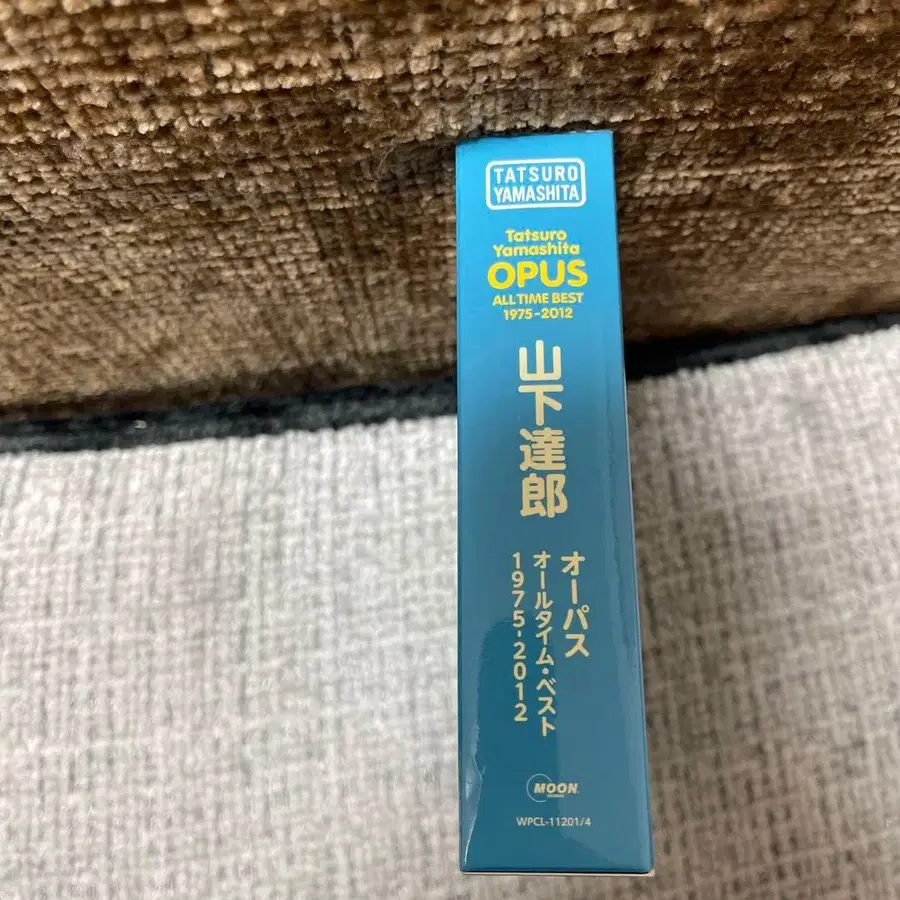 TATSURO
YAMASHITA
Tatsuro
Yamashita
OPUS
ALL TIME BEST
1975-2012
山下達郎
オーパス
オールタイム・ベスト
1975-2012
MOON
WPCL-11201/4